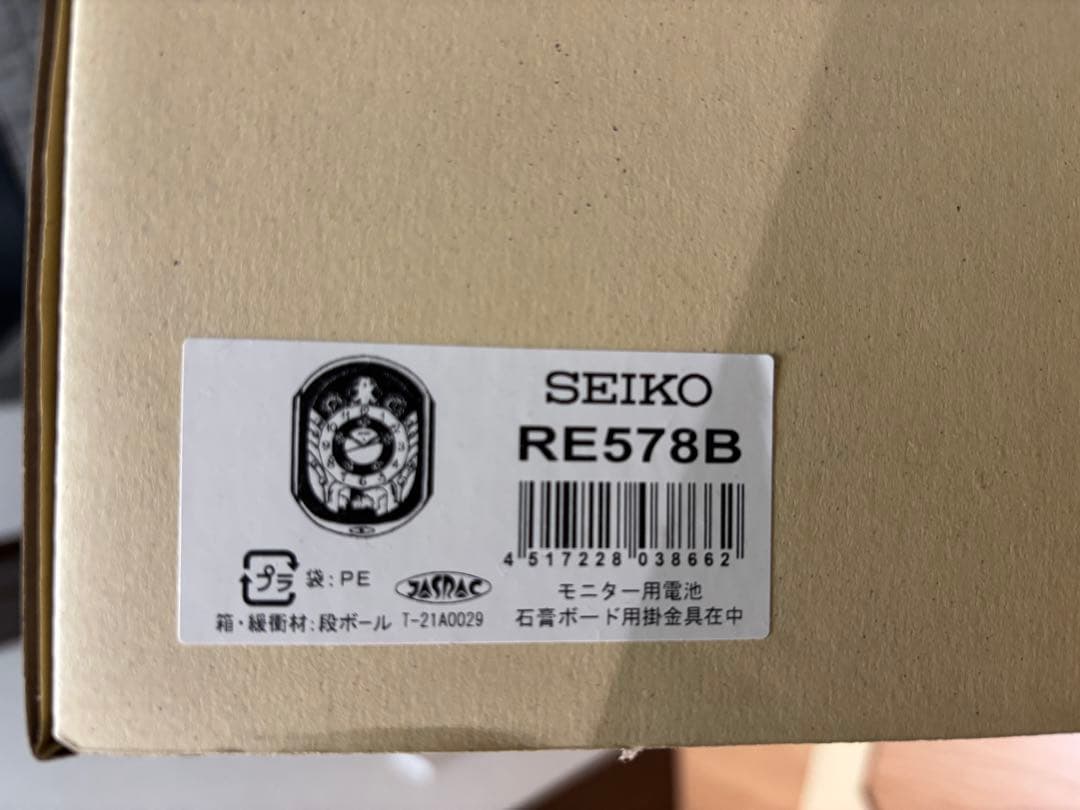 SEIKO
RE578B
4 517228 038662
プラ 袋:PE
JASRAC
箱・緩衝材:段ボール T-21A0029
モニター用電池
石膏ボード用掛金具在中